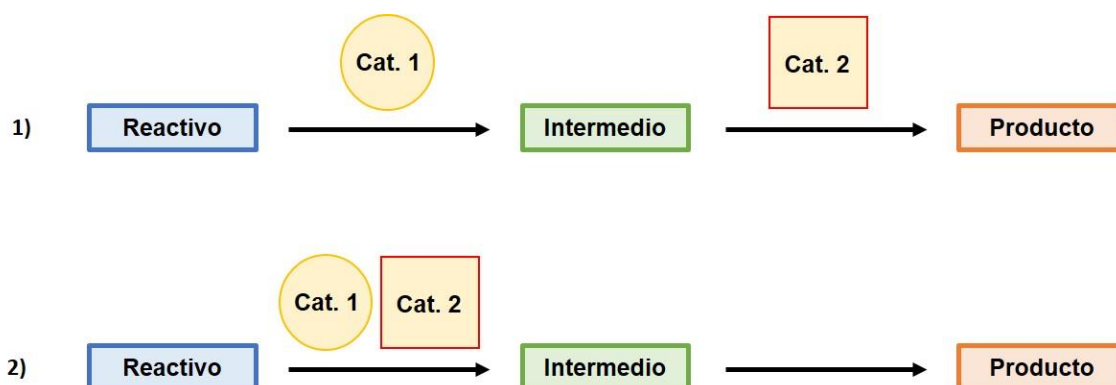 Cat. 1
Cat. 2
1)
Reactivo
Intermedio
Producto
Cat. 1
Cat. 2
2)
Reactivo
Intermedio
Producto